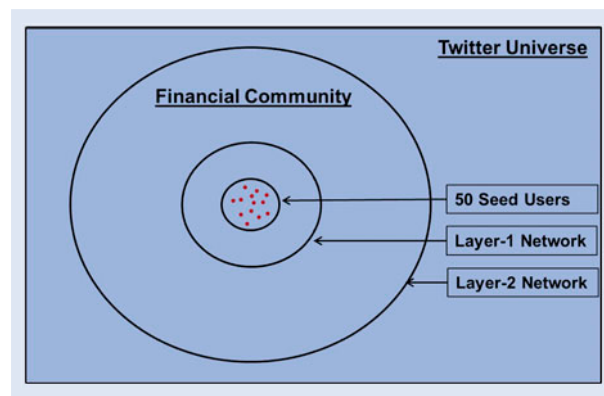 Twitter Universe
Financial Community
50 Seed Users
Layer-1 Network
Layer-2 Network